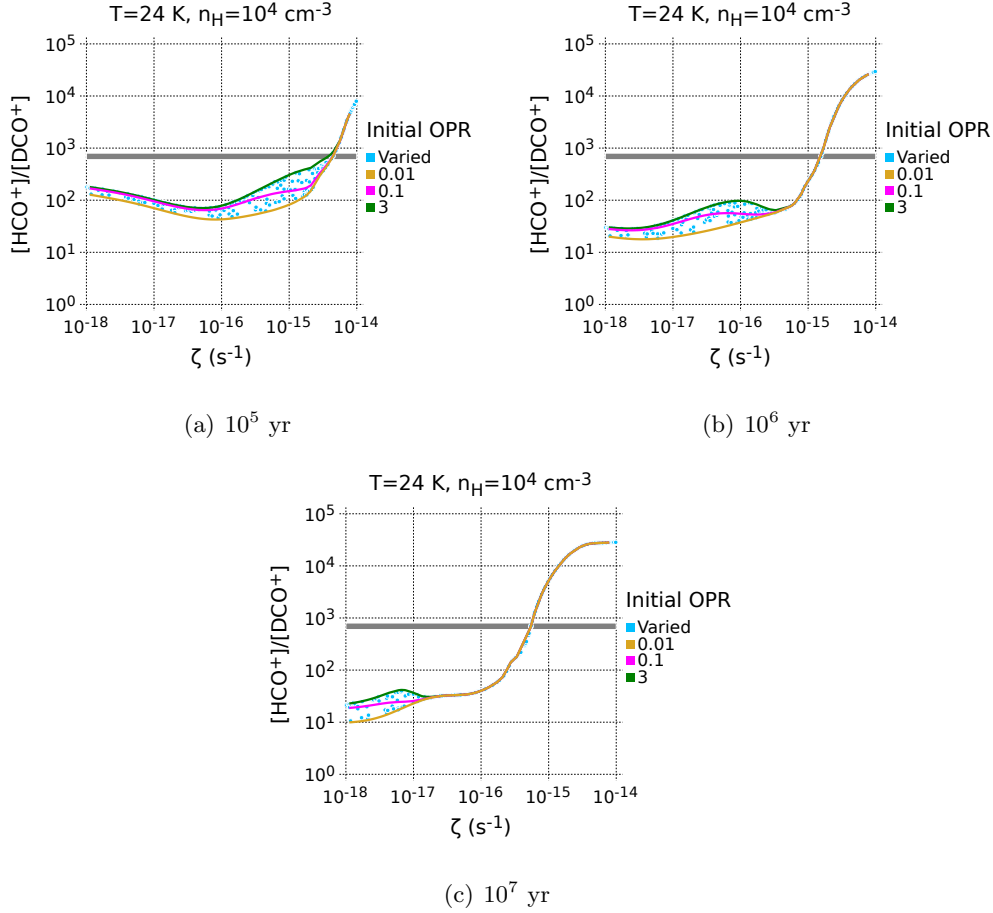 T=24 K, n_H=10^4 cm^-3
[HCO^+]/[DCO^+]
10^5
10^4
10^3
10^2
10^1
10^0
10^-18
10^-17
10^-16
10^-15
10^-14
ζ (s^-1)
Initial OPR
Varied
0.01
0.1
3
(a) 10^5 yr
T=24 K, n_H=10^4 cm^-3
[HCO^+]/[DCO^+]
10^5
10^4
10^3
10^2
10^1
10^0
10^-18
10^-17
10^-16
10^-15
10^-14
ζ (s^-1)
Initial OPR
Varied
0.01
0.1
3
(b) 10^6 yr
T=24 K, n_H=10^4 cm^-3
[HCO^+]/[DCO^+]
10^5
10^4
10^3
10^2
10^1
10^0
10^-18
10^-17
10^-16
10^-15
10^-14
ζ (s^-1)
Initial OPR
Varied
0.01
0.1
3
(c) 10^7 yr